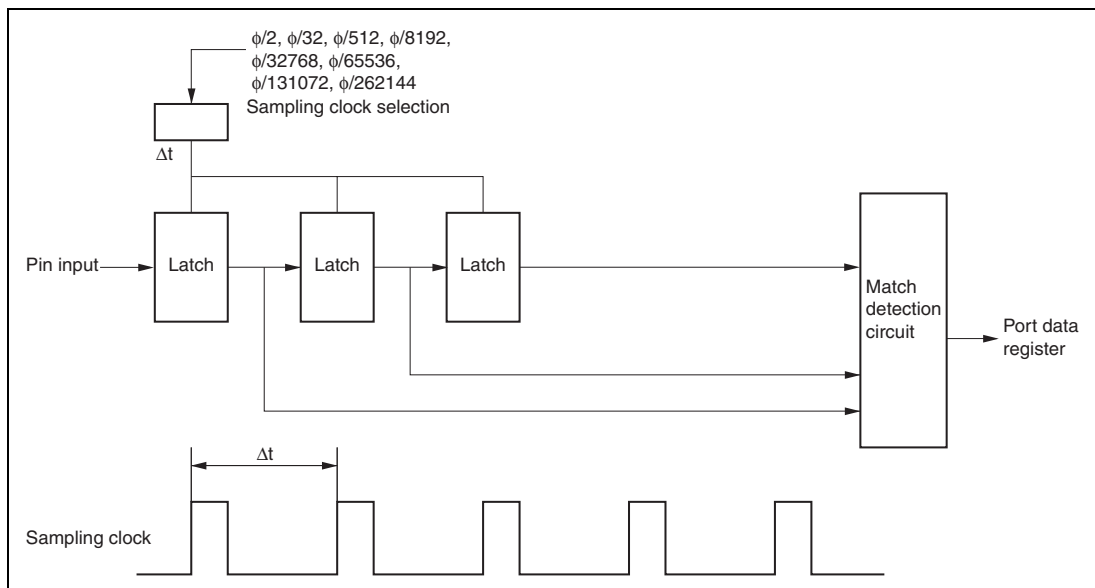 ϕ/2, ϕ/32, ϕ/512, ϕ/8192,
ϕ/32768, ϕ/65536,
ϕ/131072, ϕ/262144
Sampling clock selection
Δt
Pin input
Latch
Latch
Latch
Match
detection
circuit
Port data
register
Δt
Sampling clock